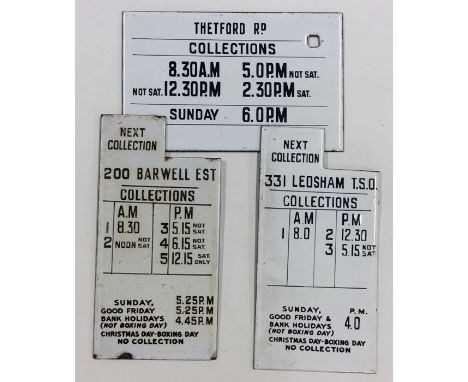 THETFORD RD
COLLECTIONS
8.30A.M 5.0P.M NOT SAT.
NOT SAT. 12.30P.M 2.30P.M SAT.
SUNDAY 6.0P.M
NEXT
COLLECTION
200 BARWELL EST
COLLECTIONS
A.M P.M
1 8.30 3 5.15 NOT SAT
2 NOON NOT SAT 4 6.15 NOT SAT
5 12.15 SAT ONLY
SUNDAY, 5.25P.M
GOOD FRIDAY 5.25P.M
BANK HOLIDAYS 4.45P.M
(NOT BOXING DAY)
CHRISTMAS DAY-BOXING DAY
NO COLLECTION
NEXT
COLLECTION
331 LEDSHAM T.S.O.
COLLECTIONS
A.M P.M
1 8.0 2 12.30
3 5.15 NOT SAT
SUNDAY, P.M.
GOOD FRIDAY &
BANK HOLIDAYS 4.0
(NOT BOXING DAY)
CHRISTMAS DAY-BOXING DAY
NO COLLECTION